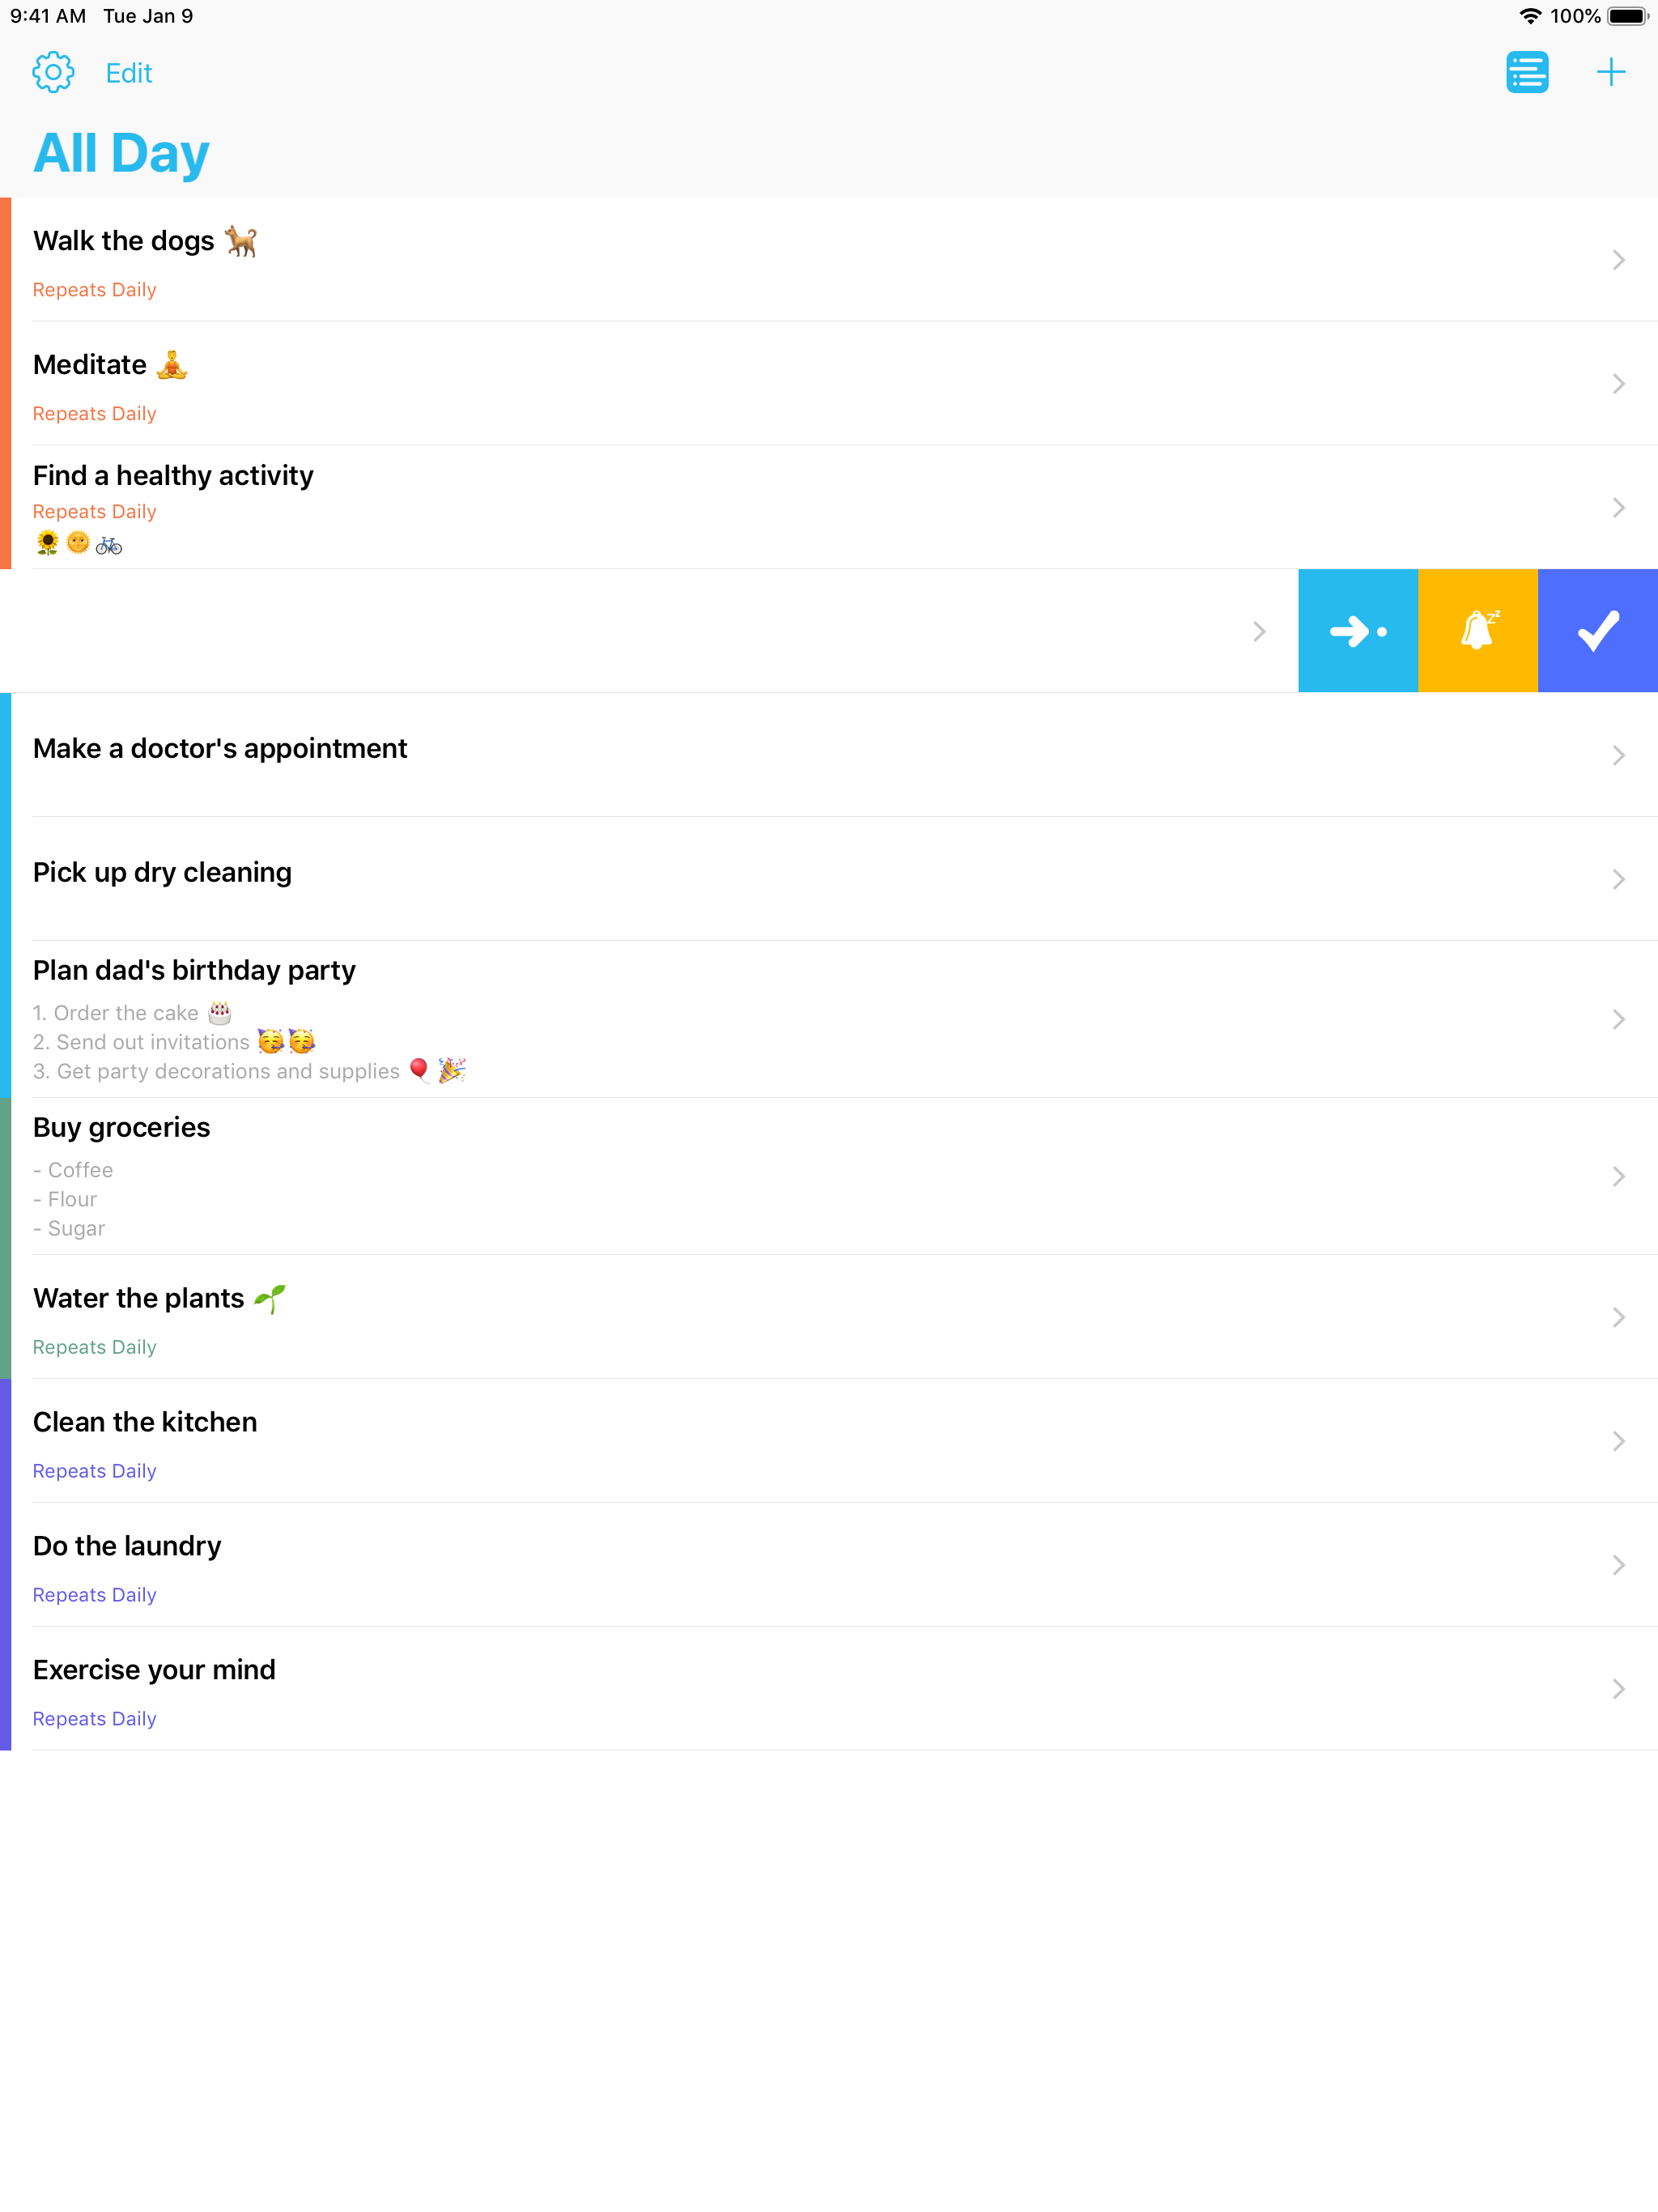 9:41 AM Tue Jan 9 100%
Edit
All Day
Walk the dogs 🐕
Repeats Daily
Meditate 🧘
Repeats Daily
Find a healthy activity
Repeats Daily
🌻🌞🚲
zz
Make a doctor's appointment
Pick up dry cleaning
Plan dad's birthday party
1. Order the cake 🎂
2. Send out invitations 🥳🥳
3. Get party decorations and supplies 🎈🎉
Buy groceries
- Coffee
- Flour
- Sugar
Water the plants 🌱
Repeats Daily
Clean the kitchen
Repeats Daily
Do the laundry
Repeats Daily
Exercise your mind
Repeats Daily